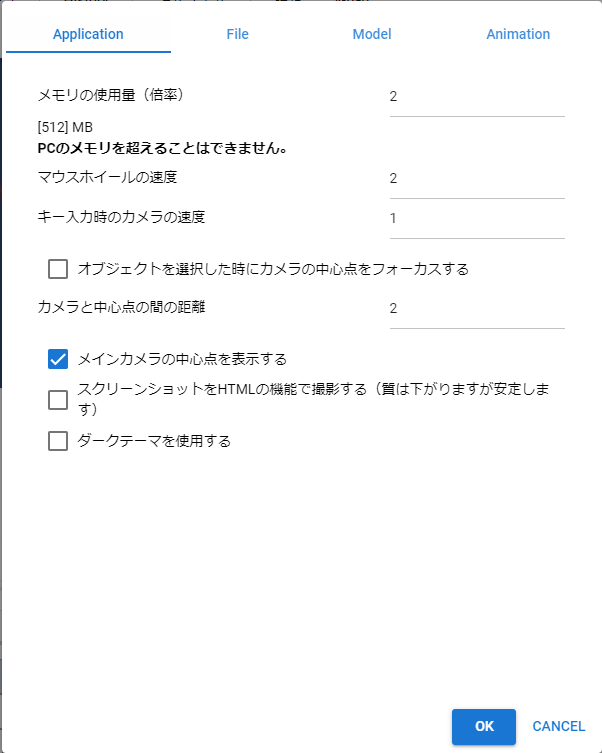 Application File Model Animation
メモリの使用量（倍率） 2
[512] MB
PCのメモリを超えることはできません。
マウスホイールの速度 2
キー入力時のカメラの速度 1
オブジェクトを選択した時にカメラの中心点をフォーカスする
カメラと中心点の間の距離 2
メインカメラの中心点を表示する
スクリーンショットをHTMLの機能で撮影する（質は下がりますが安定しま
す）
ダークテーマを使用する
OK CANCEL